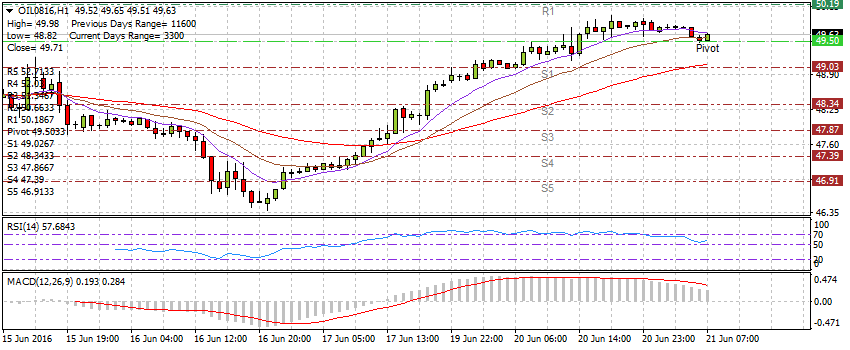 OIL0816,H1 49.52 49.65 49.51 49.63
High= 49.98 Previous Days Range= 11600
Low= 48.82 Current Days Range= 3300
Close= 49.71
R1
Pivot
S1
S2
S3
S4
S5
R5 52.7133
R1 50.1867
Pivot 49.5033
S1 49.0267
S2 48.3433
S3 47.8667
S4 47.39
S5 46.9133
50.19
49.63
49.50
49.03
48.90
48.34
47.87
47.60
47.39
46.91
46.35
RSI(14) 57.6843
100
70
50
20
0
MACD(12,26,9) 0.193 0.284
0.474
0.00
-0.471
15 Jun 2016 15 Jun 19:00 16 Jun 04:00 16 Jun 12:00 16 Jun 20:00 17 Jun 05:00 17 Jun 13:00 19 Jun 22:00 20 Jun 06:00 20 Jun 14:00 20 Jun 23:00 21 Jun 07:00